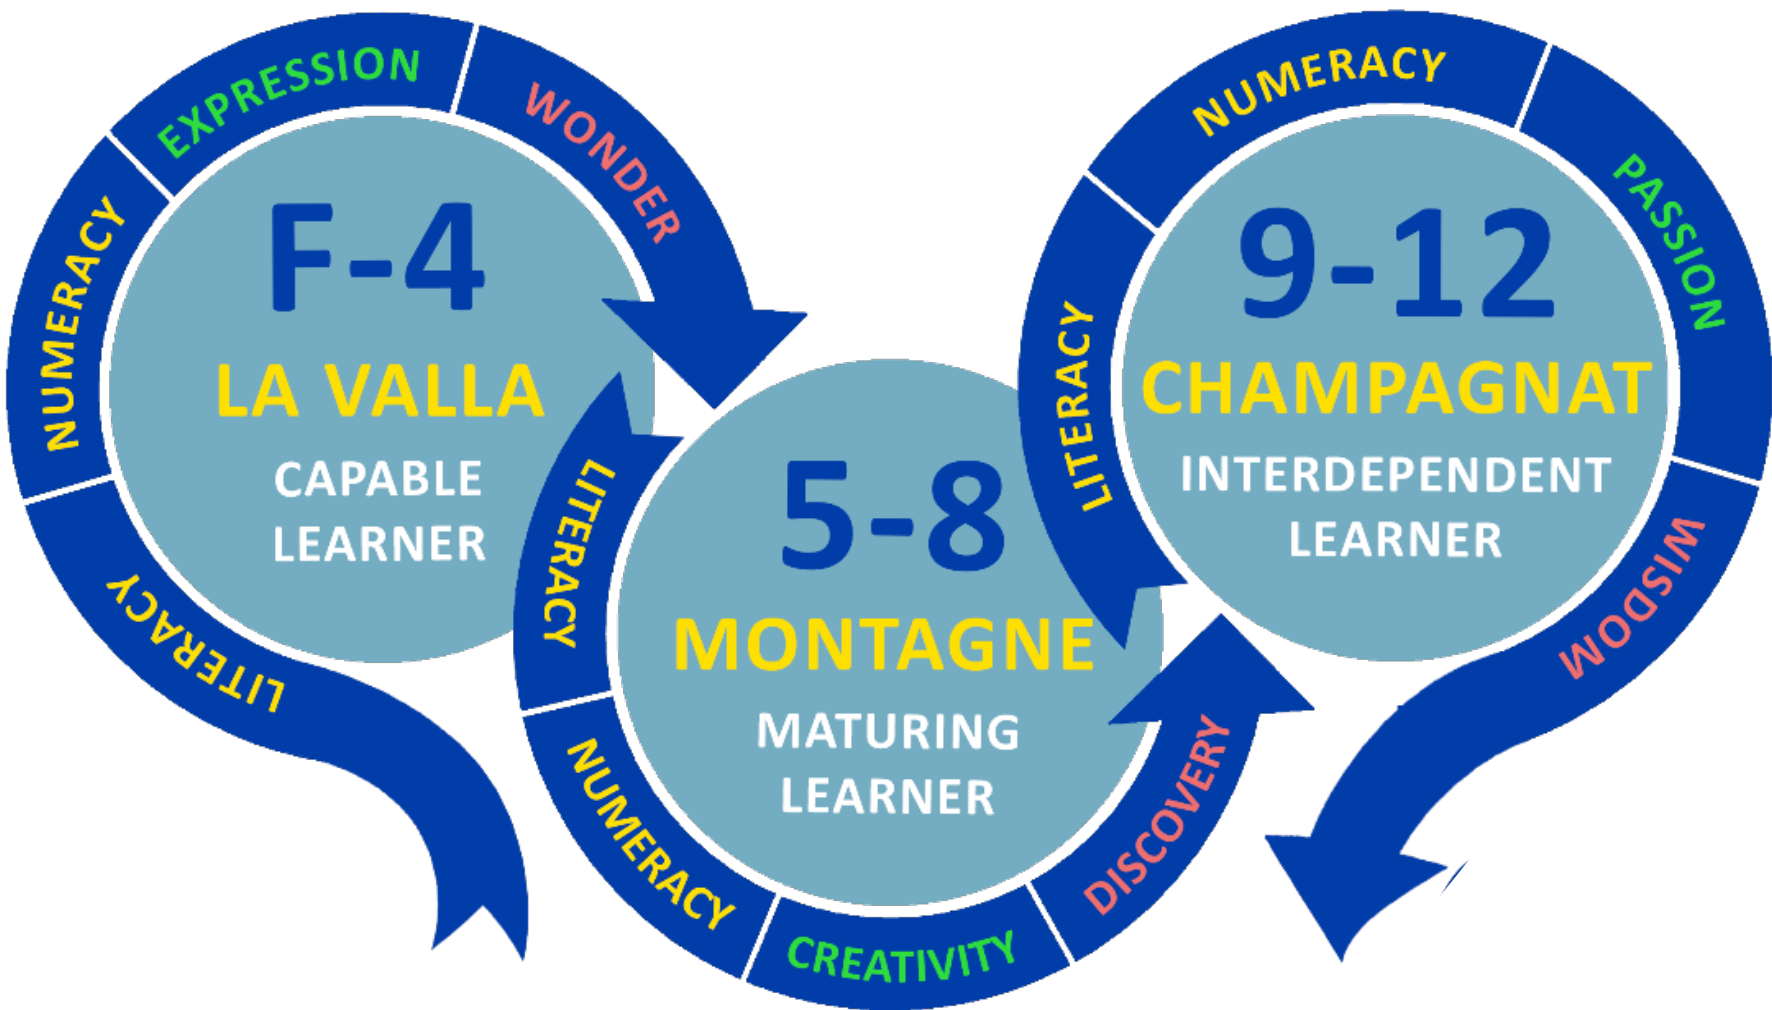 LITERACY
NUMERACY
EXPRESSION
WONDER
F-4
LA VALLA
CAPABLE
LEARNER
LITERACY
NUMERACY
CREATIVITY
DISCOVERY
5-8
MONTAGNE
MATURING
LEARNER
LITERACY
NUMERACY
PASSION
WISDOM
9-12
CHAMPAGNAT
INTERDEPENDENT
LEARNER